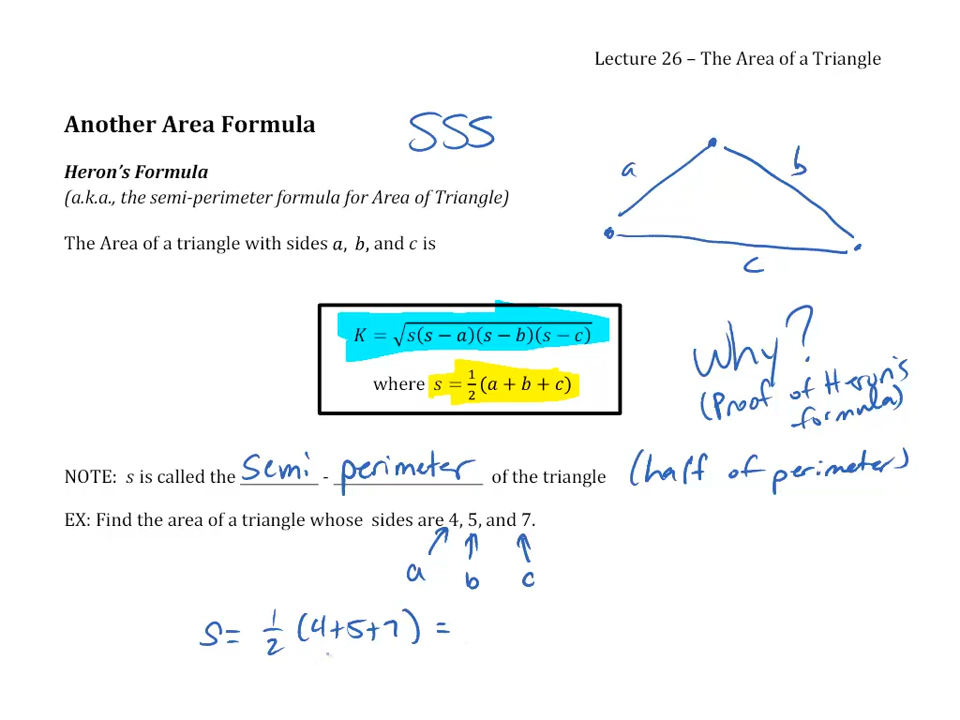 Lecture 26 – The Area of a Triangle
Another Area Formula
SSS
Heron's Formula
(a.k.a., the semi-perimeter formula for Area of Triangle)
The Area of a triangle with sides a, b, and c is
a
b
c
K = √s(s − a)(s − b)(s − c)
where s = 1/2 (a + b + c)
Why?
(Proof of Heron's
formula)
NOTE: s is called the semi - perimeter of the triangle (half of perimeter)
EX: Find the area of a triangle whose sides are 4, 5, and 7.
a b c
S = 1/2 (4+5+7) =